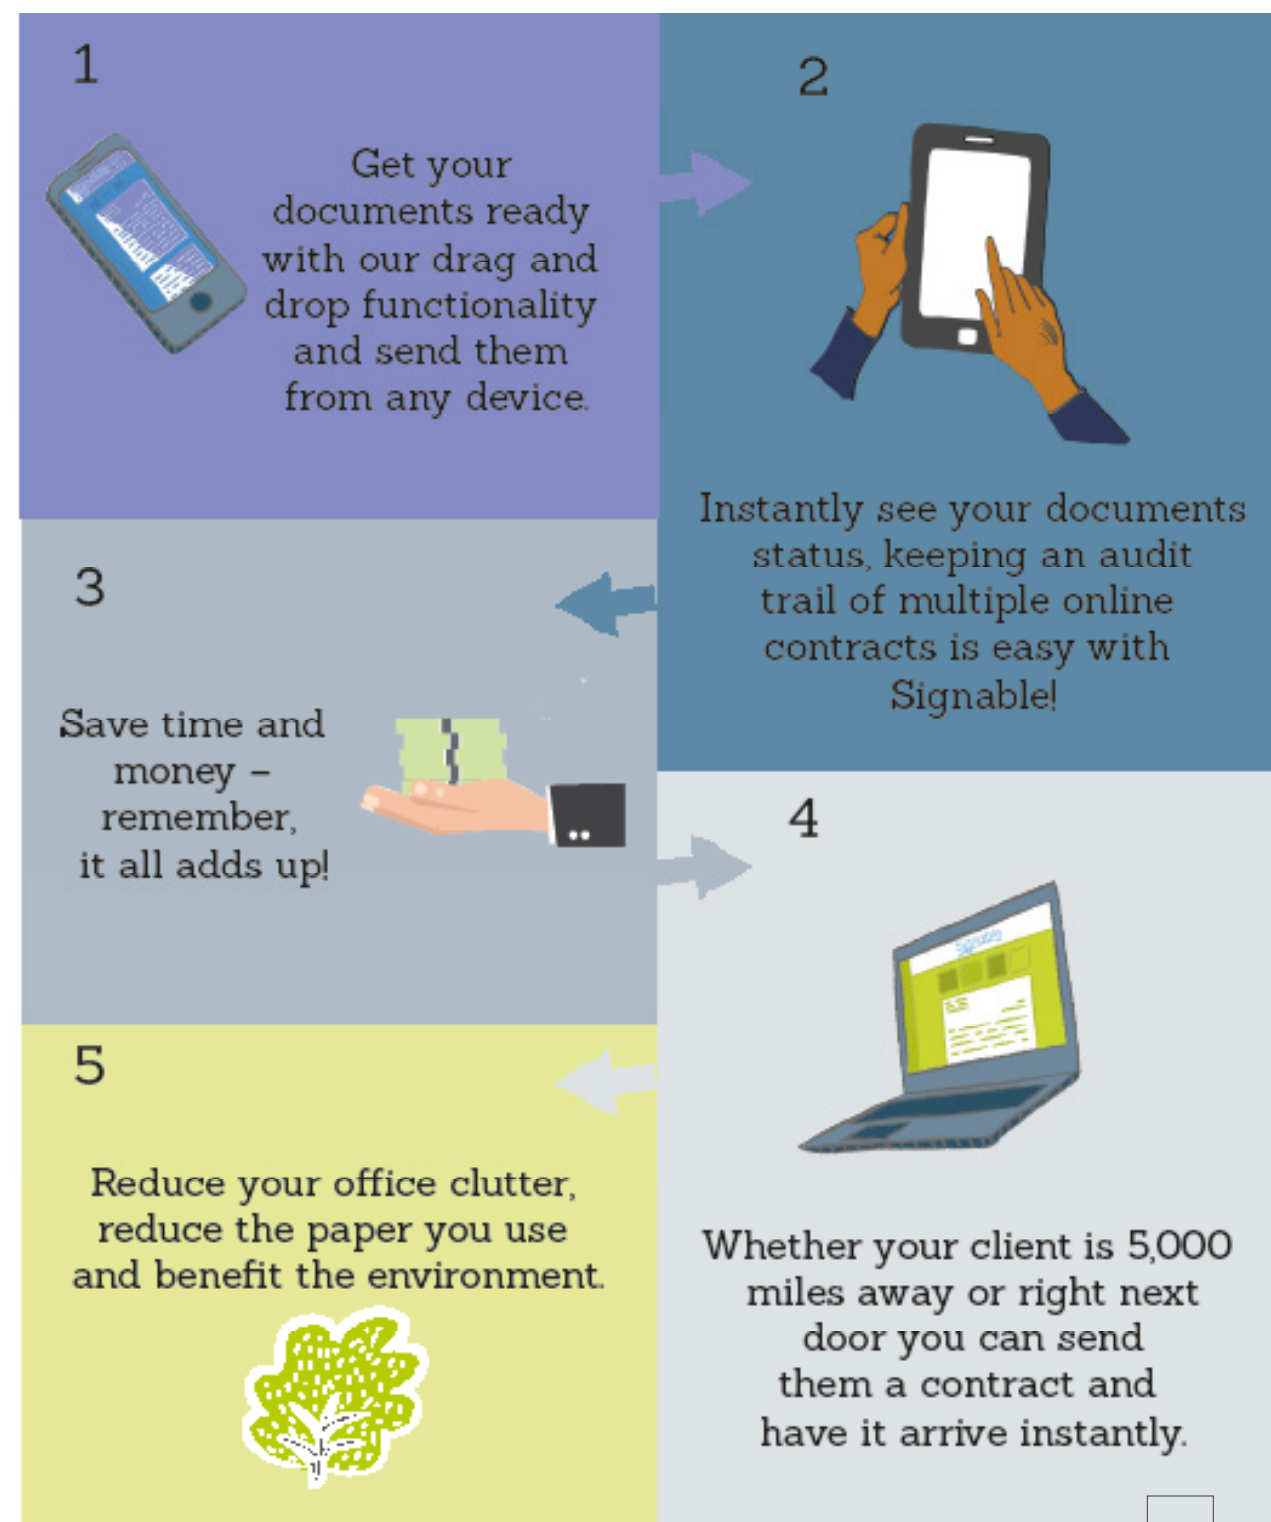 1
Get your
documents ready
with our drag and
drop functionality
and send them
from any device.
2
Instantly see your documents
status, keeping an audit
trail of multiple online
contracts is easy with
Signable!
3
Save time and
money –
remember,
it all adds up!
4
Signable
Whether your client is 5,000
miles away or right next
door you can send
them a contract and
have it arrive instantly.
5
Reduce your office clutter,
reduce the paper you use
and benefit the environment.